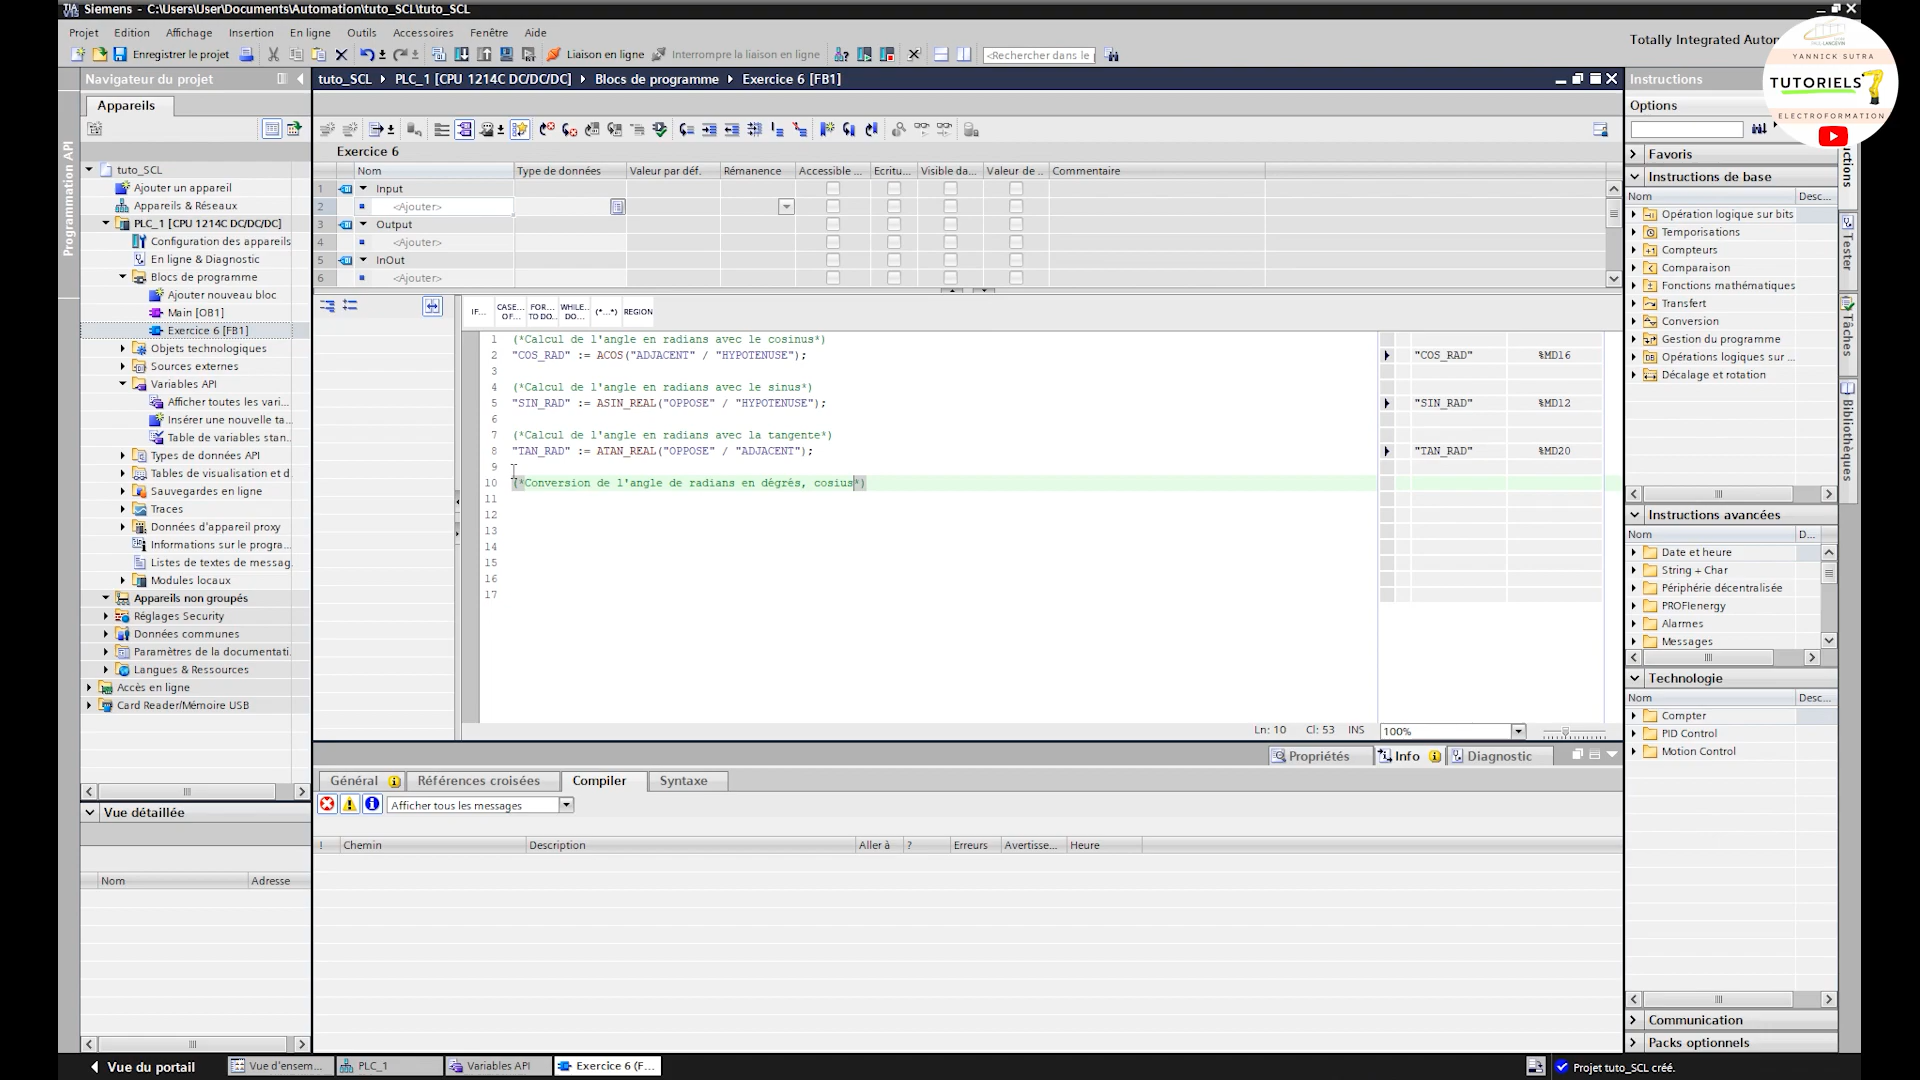 Siemens - C:\Users\User\Documents\Automation\tuto_SCL\tuto_SCL
Projet Edition Affichage Insertion En ligne Outils Accessoires Fenêtre Aide
Totally Integrated Autom
Enregistrer le projet Liaison en ligne Interrompre la liaison en ligne <Rechercher dans le
YANNICK SUTRA
TUTORIELS
ELECTROFORMATION
Navigateur du projet
tuto_SCL PLC_1 [CPU 1214C DC/DC/DC] Blocs de programme Exercice 6 [FB1]
Instructions
Appareils
Options
Programmation API
Exercice 6
Nom Type de données Valeur par déf. Rémanence Accessible ... Ecritu... Visible da... Valeur de .. Commentaire
1 Input
2 <Ajouter>
3 Output
4 <Ajouter>
5 InOut
6 <Ajouter>
tuto_SCL
Ajouter un appareil
Appareils & Réseaux
PLC_1 [CPU 1214C DC/DC/DC]
Configuration des appareils
En ligne & Diagnostic
Blocs de programme
Ajouter nouveau bloc
Main [OB1]
Exercice 6 [FB1]
Objets technologiques
Sources externes
Variables API
Afficher toutes les vari...
Insérer une nouvelle ta...
Table de variables stan...
Types de données API
Tables de visualisation et d
Sauvegardes en ligne
Traces
Données d'appareil proxy
Informations sur le progra...
Listes de textes de messag
Modules locaux
Appareils non groupés
Réglages Security
Données communes
Paramètres de la documentati.
Langues & Ressources
Accès en ligne
Card Reader/Mémoire USB
Vue détaillée
Nom Adresse
IF... CASE... OF... FOR... TO DO... WHILE.. DO... (*...*) REGION
1 (*Calcul de l'angle en radians avec le cosinus*)
2 "COS_RAD" := ACOS("ADJACENT" / "HYPOTENUSE");
3
4 (*Calcul de l'angle en radians avec le sinus*)
5 "SIN_RAD" := ASIN_REAL("OPPOSE" / "HYPOTENUSE");
6
7 (*Calcul de l'angle en radians avec la tangente*)
8 "TAN_RAD" := ATAN_REAL("OPPOSE" / "ADJACENT");
9
10 (*Conversion de l'angle de radians en dégrés, cosius*)
11
12
13
14
15
16
17
"COS_RAD" %MD16
"SIN_RAD" %MD12
"TAN_RAD" %MD20
Ln: 10 Cl: 53 INS 100%
Propriétés Info Diagnostic
Général Références croisées Compiler Syntaxe
Afficher tous les messages
! Chemin Description Aller à ? Erreurs Avertisse... Heure
Favoris
Instructions de base
Nom Desc...
Opération logique sur bits
Temporisations
Compteurs
Comparaison
Fonctions mathématiques
Transfert
Conversion
Gestion du programme
Opérations logiques sur ...
Décalage et rotation
Instructions avancées
Nom D...
Date et heure
String + Char
Périphérie décentralisée
PROFIenergy
Alarmes
Messages
Technologie
Nom Desc...
Compter
PID Control
Motion Control
Communication
Packs optionnels
ctions
Tester
Tâches
Bibliothèques
Vue du portail Vue d'ensem... PLC_1 Variables API Exercice 6 (F... Projet tuto_SCL créé.